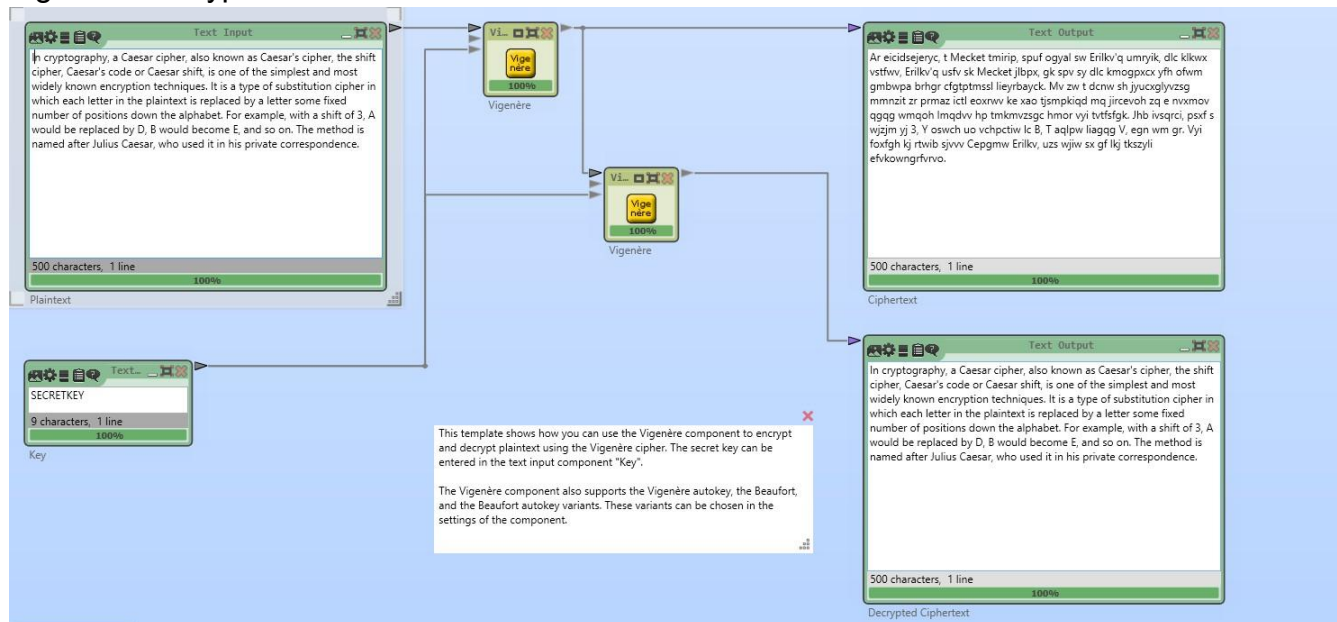 Text Input
In cryptography, a Caesar cipher, also known as Caesar's cipher, the shift
cipher, Caesar's code or Caesar shift, is one of the simplest and most
widely known encryption techniques. It is a type of substitution cipher in
which each letter in the plaintext is replaced by a letter some fixed
number of positions down the alphabet. For example, with a shift of 3, A
would be replaced by D, B would become E, and so on. The method is
named after Julius Caesar, who used it in his private correspondence.
500 characters, 1 line
100%
Plaintext
Text...
SECRETKEY
9 characters, 1 line
100%
Key
Vi...
Vige
nére
100%
Vigenère
Vi...
Vige
nére
100%
Vigenère
This template shows how you can use the Vigenère component to encrypt
and decrypt plaintext using the Vigenère cipher. The secret key can be
entered in the text input component "Key".
The Vigenère component also supports the Vigenère autokey, the Beaufort,
and the Beaufort autokey variants. These variants can be chosen in the
settings of the component.
Text Output
Ar eicidsejeryc, t Mecket tmirip, spuf ogyal sw Erilkv'q umryik, dlc klkwx
vstfwv, Erilkv'q usfv sk Mecket jlbpx, gk spv sy dlc kmogpxcx yfh ofwm
gmbwpa brhgr cfgtptmssl lieyrbayck. Mv zw t dcnw sh jyucxglyvzsg
mmnzit zr prmaz ictl eoxrwv ke xao tjsmpkiqd mq jircevoh zq e nvxmov
qgqg wmqoh lmqdvv hp tmkmvzsgc hmor vyi tvtfsfgk. Jhb ivsqrci, psxf s
wjzjm yj 3, Y oswch uo vchpctiw lc B, T aqlpw liagqg V, egn wm gr. Vyi
foxfgh kj rtwib sjvvv Cepgmw Erilkv, uzs wjiw sx gf lkj tkszyli
efvkowngrfvrvo.
500 characters, 1 line
100%
Ciphertext
Text Output
In cryptography, a Caesar cipher, also known as Caesar's cipher, the shift
cipher, Caesar's code or Caesar shift, is one of the simplest and most
widely known encryption techniques. It is a type of substitution cipher in
which each letter in the plaintext is replaced by a letter some fixed
number of positions down the alphabet. For example, with a shift of 3, A
would be replaced by D, B would become E, and so on. The method is
named after Julius Caesar, who used it in his private correspondence.
500 characters, 1 line
100%
Decrypted Ciphertext